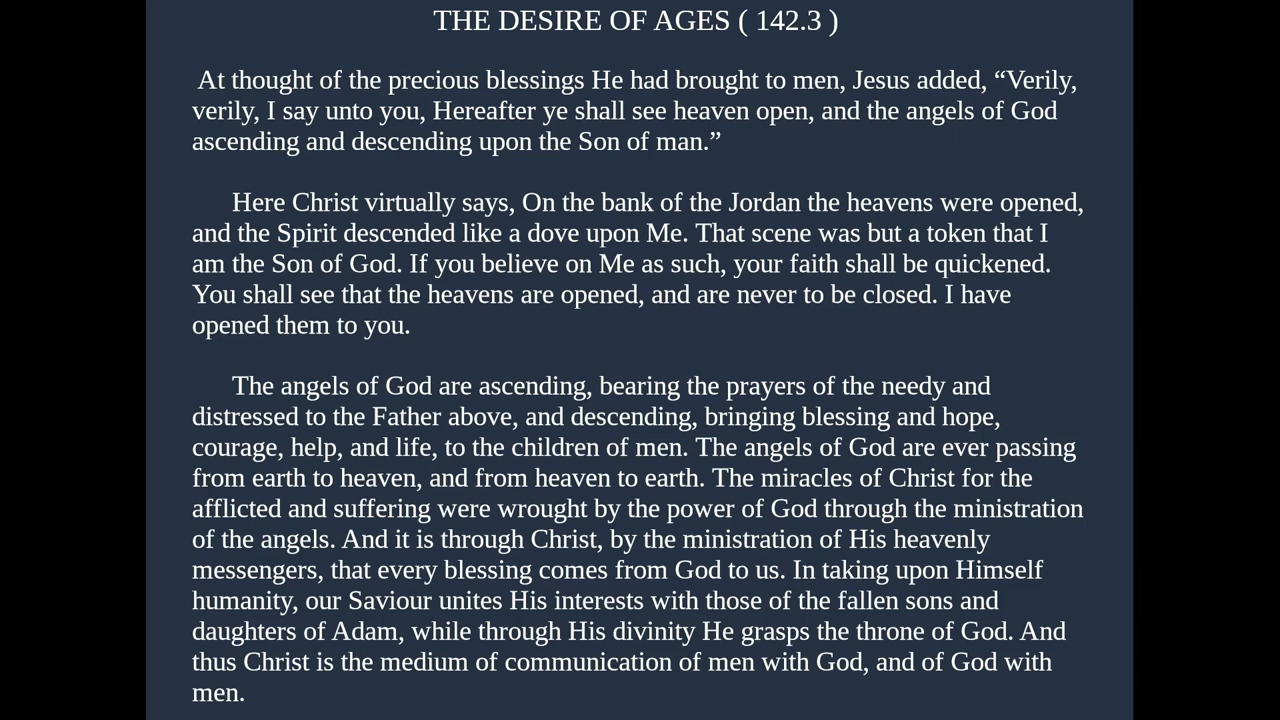 THE DESIRE OF AGES ( 142.3 )
At thought of the precious blessings He had brought to men, Jesus added, “Verily,
verily, I say unto you, Hereafter ye shall see heaven open, and the angels of God
ascending and descending upon the Son of man.”
Here Christ virtually says, On the bank of the Jordan the heavens were opened,
and the Spirit descended like a dove upon Me. That scene was but a token that I
am the Son of God. If you believe on Me as such, your faith shall be quickened.
You shall see that the heavens are opened, and are never to be closed. I have
opened them to you.
The angels of God are ascending, bearing the prayers of the needy and
distressed to the Father above, and descending, bringing blessing and hope,
courage, help, and life, to the children of men. The angels of God are ever passing
from earth to heaven, and from heaven to earth. The miracles of Christ for the
afflicted and suffering were wrought by the power of God through the ministration
of the angels. And it is through Christ, by the ministration of His heavenly
messengers, that every blessing comes from God to us. In taking upon Himself
humanity, our Saviour unites His interests with those of the fallen sons and
daughters of Adam, while through His divinity He grasps the throne of God. And
thus Christ is the medium of communication of men with God, and of God with
men.